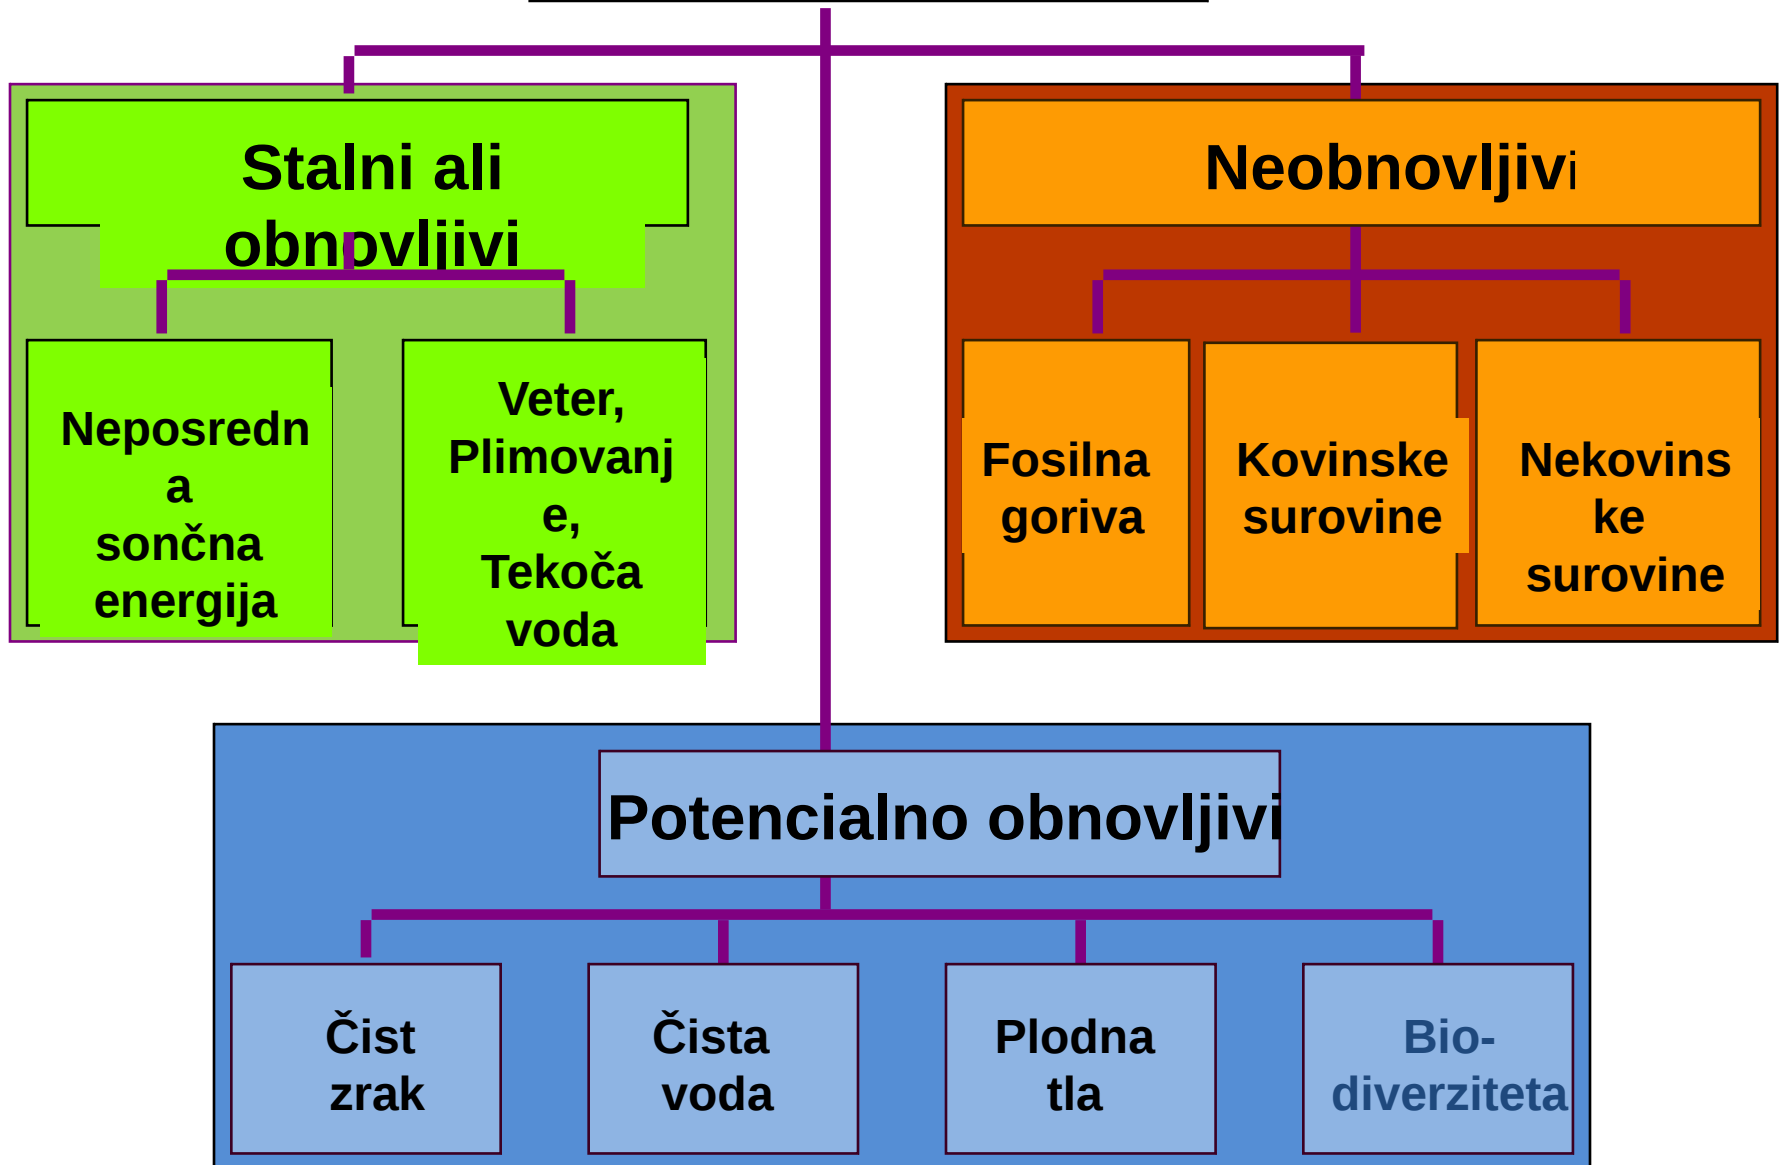 Stalni ali
obnovljivi
Neobnovljivi
Neposredn
a
sončna
energija
Veter,
Plimovanj
e,
Tekoča
voda
Fosilna
goriva
Kovinske
surovine
Nekovins
ke
surovine
Potencialno obnovljivi
Čist
zrak
Čista
voda
Plodna
tla
Bio-
diverziteta